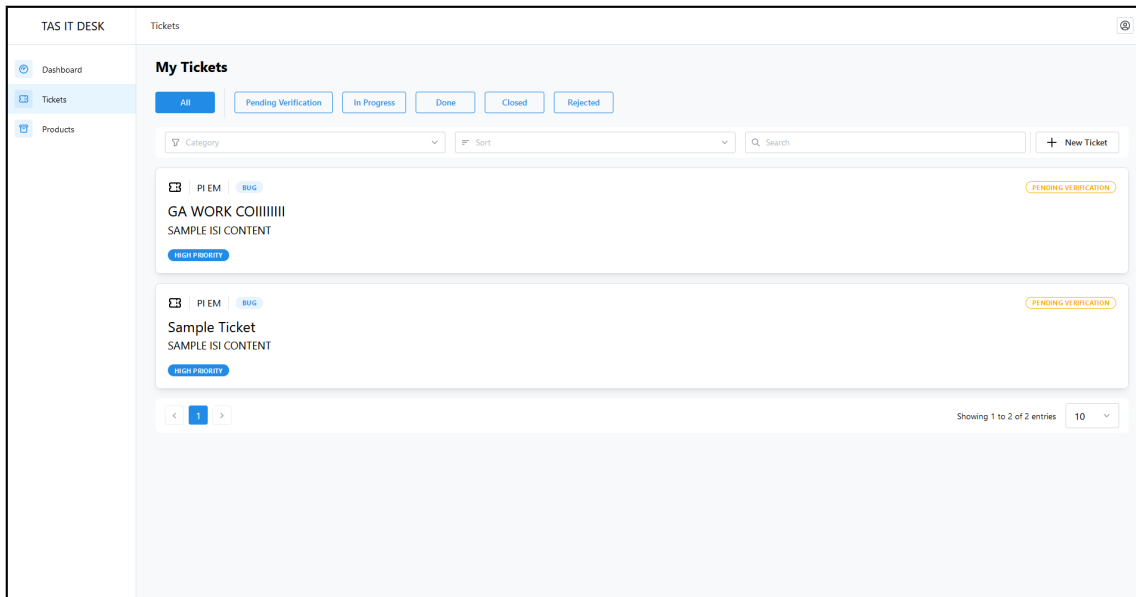 TAS IT DESK
Tickets
Dashboard
Tickets
Products
My Tickets
All Pending Verification In Progress Done Closed Rejected
Category Sort Search New Ticket
PI EM BUG PENDING VERIFICATION
GA WORK COIIIIIIII
SAMPLE ISI CONTENT
HIGH PRIORITY
PI EM BUG PENDING VERIFICATION
Sample Ticket
SAMPLE ISI CONTENT
HIGH PRIORITY
< 1 > Showing 1 to 2 of 2 entries 10